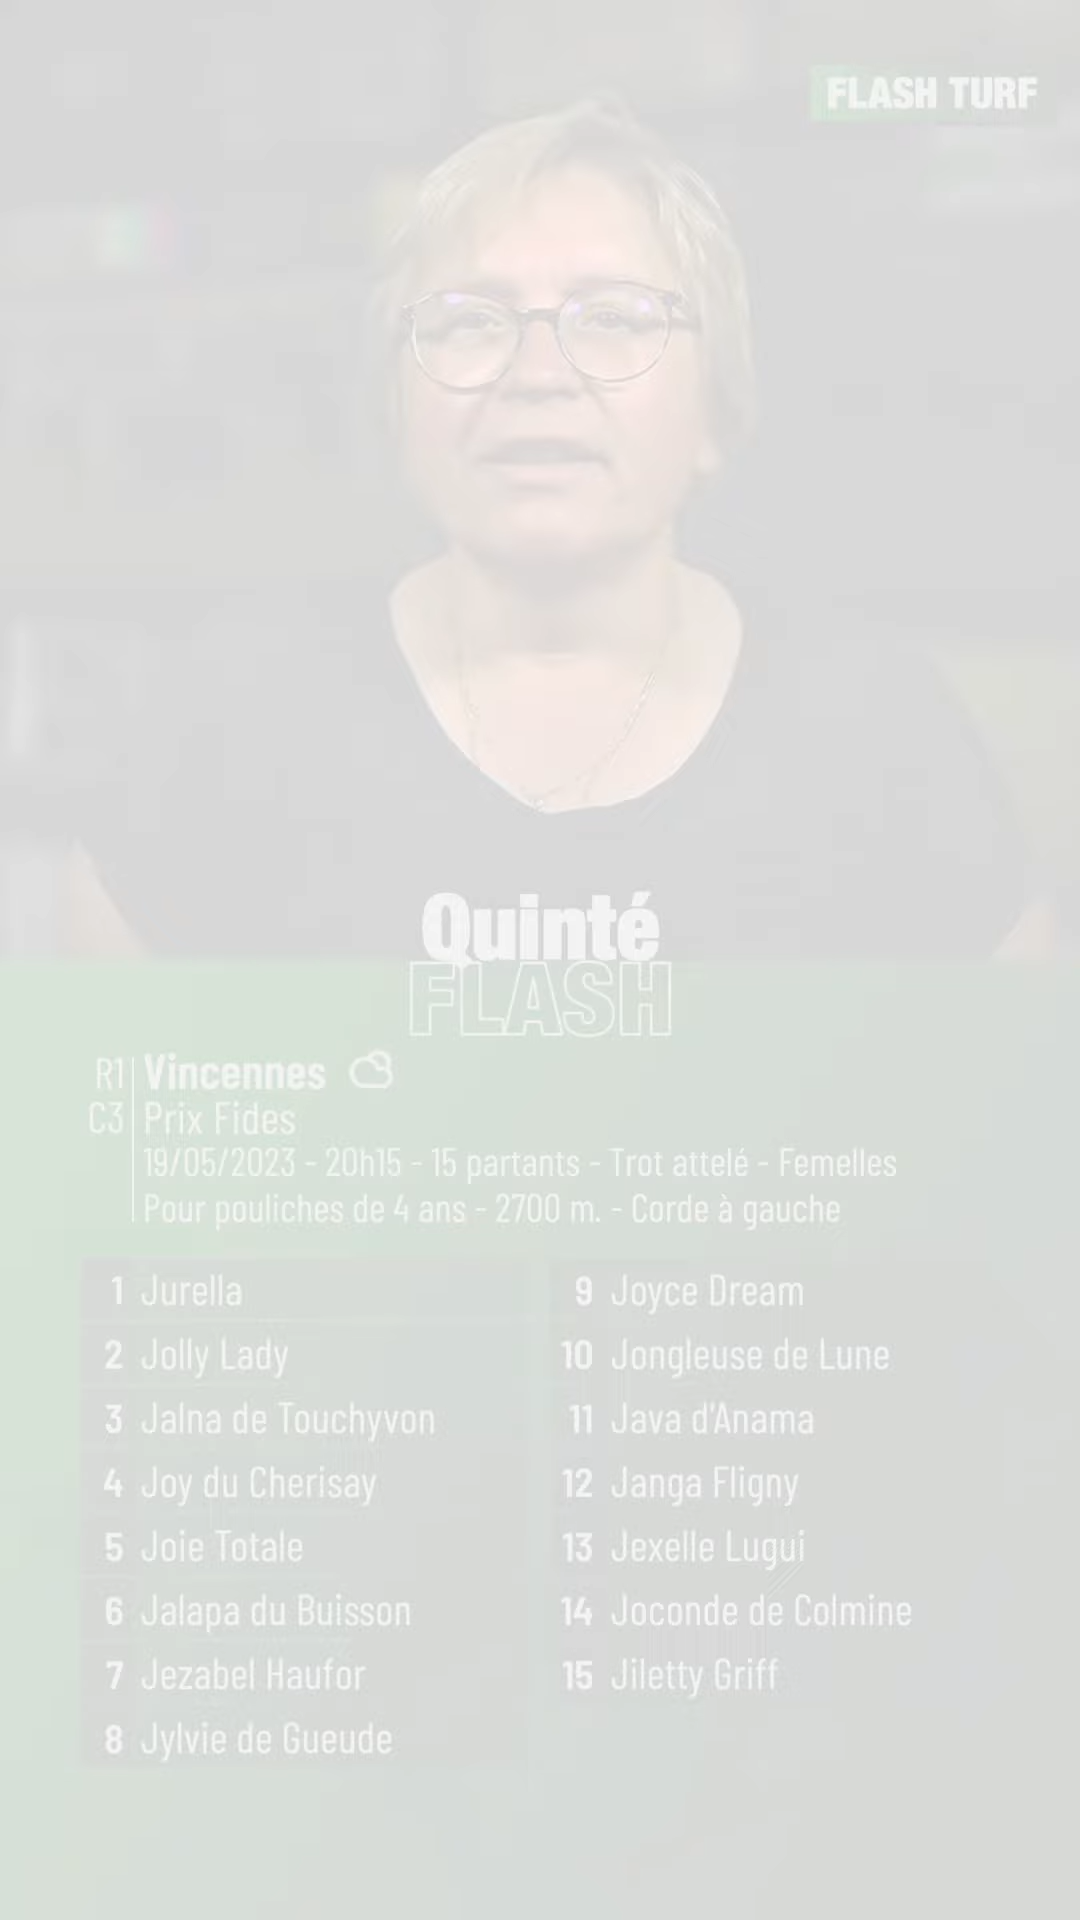 FLASH TURF
Quinté
FLASH
R1 Vincennes
C3 Prix Fides
19/05/2023 - 20h15 - 15 partants - Trot attelé - Femelles
Pour pouliches de 4 ans - 2700 m. - Corde à gauche
1 Jurella
2 Jolly Lady
3 Jalna de Touchyvon
4 Joy du Cherisay
5 Joie Totale
6 Jalapa du Buisson
7 Jezabel Haufor
8 Jylvie de Gueude
9 Joyce Dream
10 Jongleuse de Lune
11 Java d'Anama
12 Janga Fligny
13 Jexelle Lugui
14 Joconde de Colmine
15 Jiletty Griff